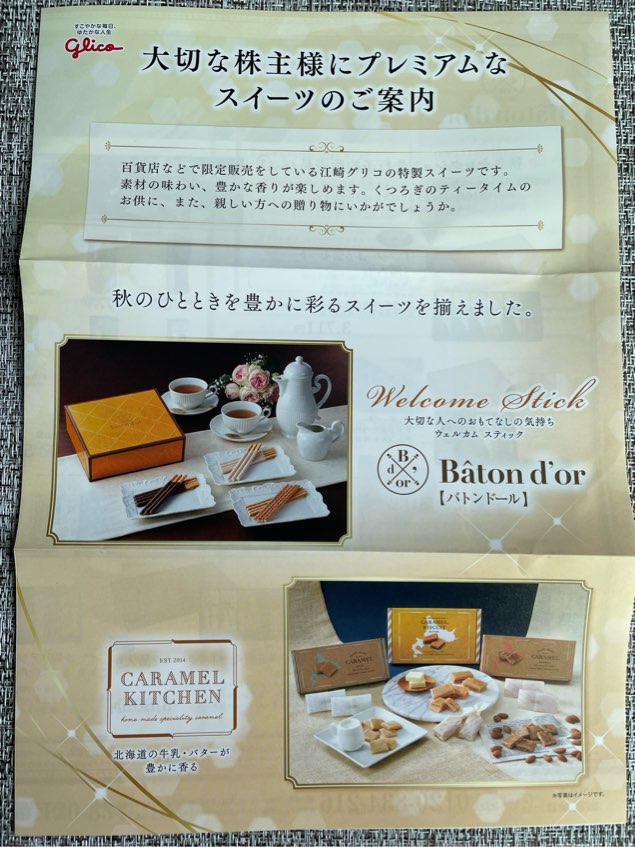 すこやかな毎日、
ゆたかな人生
Glico
大切な株主様にプレミアムな
スイーツのご案内
百貨店などで限定販売をしている江崎グリコの特製スイーツです。
素材の味わい、豊かな香りが楽しめます。くつろぎのティータイムの
お供に、また、親しい方への贈り物にいかがでしょうか。
秋のひとときを豊かに彩るスイーツを揃えました。
Welcome Stick
大切な人へのおもてなしの気持ち
ウェルカム スティック
B
d or
Bâton d'or
【バトンドール】
CARAMEL
BISCUIT
CARAMEL
CARAMEL
EST. 2014
CARAMEL
KITCHEN
home made speciality caramel
北海道の牛乳・バターが
豊かに香る
※写真はイメージです。